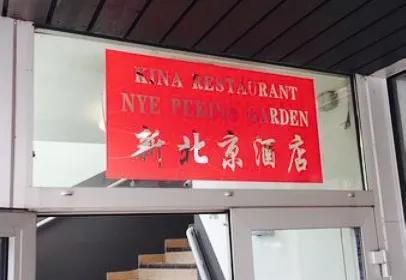 KINA RESTAURANT
NYE PEKING GARDEN
新北京酒店